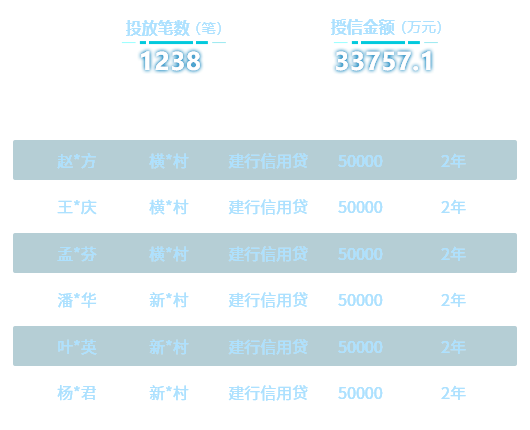 投放笔数（笔） 授信金额（万元）
1238 33757.1
赵*方 横*村 建行信用贷 50000 2年
王*庆 横*村 建行信用贷 50000 2年
孟*芬 横*村 建行信用贷 50000 2年
潘*华 新*村 建行信用贷 50000 2年
叶*英 新*村 建行信用贷 50000 2年
杨*君 新*村 建行信用贷 50000 2年